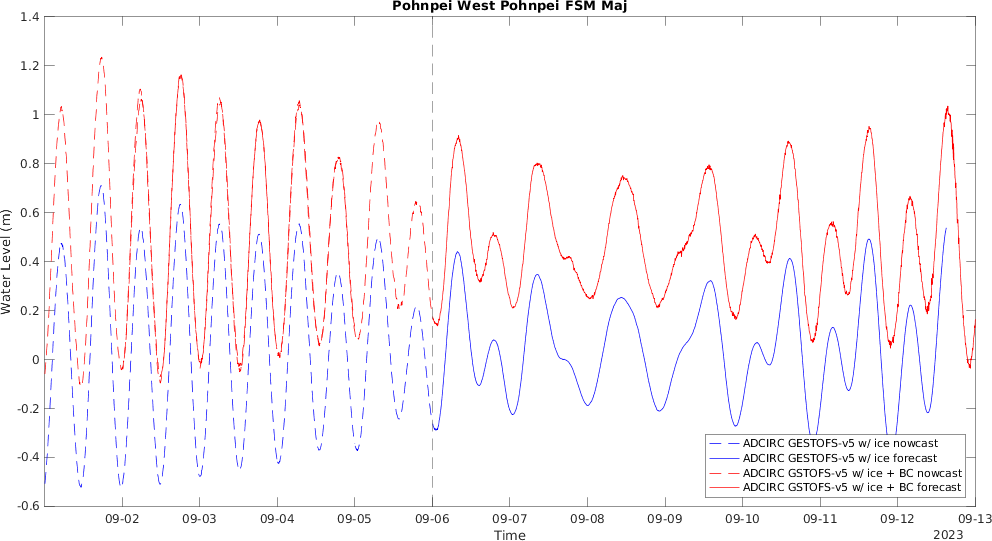 Pohnpei West Pohnpei FSM Maj
Water Level (m)
1.4
1.2
1
0.8
0.6
0.4
0.2
0
-0.2
-0.4
-0.6
ADCIRC GESTOFS-v5 w/ ice nowcast
ADCIRC GESTOFS-v5 w/ ice forecast
ADCIRC GSTOFS-v5 w/ ice + BC nowcast
ADCIRC GSTOFS-v5 w/ ice + BC forecast
09-02 09-03 09-04 09-05 09-06 09-07 09-08 09-09 09-10 09-11 09-12 09-13
Time
2023